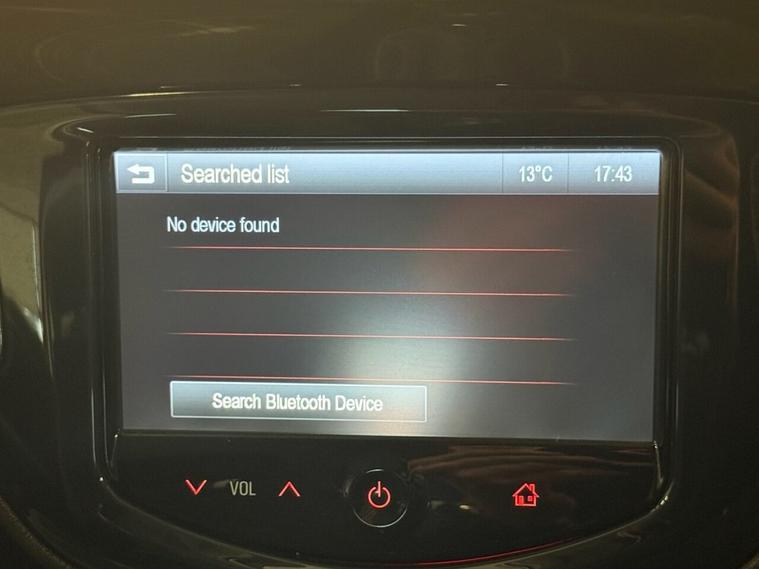 Searched list 13°C 17:43
No device found
Search Bluetooth Device
VOL